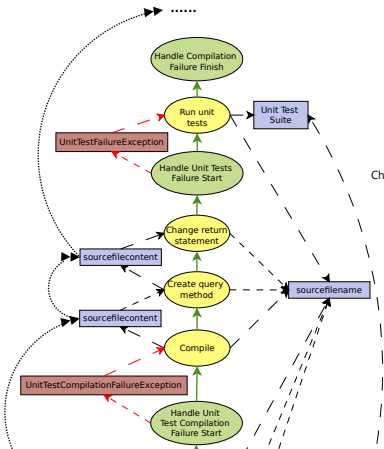 ......
Handle Compilation
Failure Finish
Run unit
tests
Unit Test
Suite
UnitTestFailureException
Handle Unit Tests
Failure Start
Ch
Change return
statement
sourcefilecontent
Create query
method
sourcefilename
sourcefilecontent
Compile
UnitTestCompilationFailureException
Handle Unit
Test Compilation
Failure Start